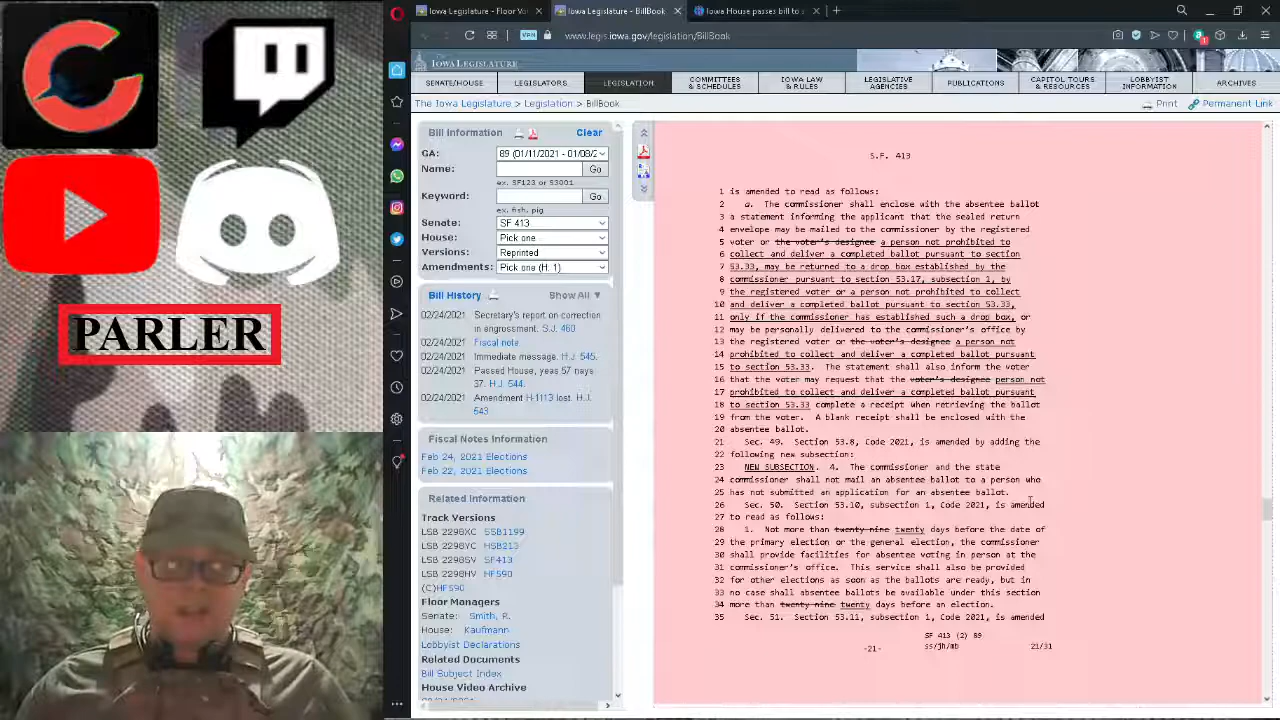 Iowa Legislature - Floor Vo
Iowa Legislature - BillBook
Iowa House passes bill to
VPN
www.legis.iowa.gov/legislation/BillBook
IOWA LEGISLATURE
SENATE/HOUSE
LEGISLATORS
LEGISLATION
COMMITTEES & SCHEDULES
IOWA LAW & RULES
LEGISLATIVE AGENCIES
PUBLICATIONS
CAPITOL TOURS & RESOURCES
LOBBYIST INFORMATION
ARCHIVES
The Iowa Legislature > Legislation > BillBook
Print
Permanent Link
PARLER
Bill Information
Clear
GA:
89 (01/11/2021 - 01/08/2
Name:
Go
ex. SF123 or S3001
Keyword:
Go
ex. fish, pig
Senate:
SF 413
House:
Pick one
Versions:
Reprinted
Amendments:
Pick one (H: 1)
Bill History
Show All ▼
02/24/2021 Secretary's report on correction in engrossment. S.J. 460
02/24/2021 Fiscal note
02/24/2021 Immediate message. H.J. 545.
02/24/2021 Passed House, yeas 57 nays 37. H.J. 544.
02/24/2021 Amendment H-1113 lost. H.J. 543
Fiscal Notes Information
Feb 24, 2021 Elections
Feb 22, 2021 Elections
Related Information
Track Versions
LSB 2298XC SSB1199
LSB 2298YC HSB213
LSB 2298SV SF413
LSB 2298HV HF590
(C)HF590
Floor Managers
Senate: Smith, R.
House: Kaufmann
Lobbyist Declarations
Related Documents
Bill Subject Index
House Video Archive
S.F. 413
1 is amended to read as follows:
2 a. The commissioner shall enclose with the absentee ballot
3 a statement informing the applicant that the sealed return
4 envelope may be mailed to the commissioner by the registered
5 voter or the voter's designee a person not prohibited to
6 collect and deliver a completed ballot pursuant to section
7 53.33, may be returned to a drop box established by the
8 commissioner pursuant to section 53.17, subsection 1, by
9 the registered voter or a person not prohibited to collect
10 and deliver a completed ballot pursuant to section 53.33,
11 only if the commissioner has established such a drop box, or
12 may be personally delivered to the commissioner's office by
13 the registered voter or the voter's designee a person not
14 prohibited to collect and deliver a completed ballot pursuant
15 to section 53.33. The statement shall also inform the voter
16 that the voter may request that the voter's designee person not
17 prohibited to collect and deliver a completed ballot pursuant
18 to section 53.33 complete a receipt when retrieving the ballot
19 from the voter. A blank receipt shall be enclosed with the
20 absentee ballot.
21 Sec. 49. Section 53.8, Code 2021, is amended by adding the
22 following new subsection:
23 NEW SUBSECTION. 4. The commissioner and the state
24 commissioner shall not mail an absentee ballot to a person who
25 has not submitted an application for an absentee ballot.
26 Sec. 50. Section 53.10, subsection 1, Code 2021, is amended
27 to read as follows:
28 1. Not more than twenty-nine twenty days before the date of
29 the primary election or the general election, the commissioner
30 shall provide facilities for absentee voting in person at the
31 commissioner's office. This service shall also be provided
32 for other elections as soon as the ballots are ready, but in
33 no case shall absentee ballots be available under this section
34 more than twenty-nine twenty days before an election.
35 Sec. 51. Section 53.11, subsection 1, Code 2021, is amended
-21-
SF 413 (2) 89
ss/jh/mb
21/31